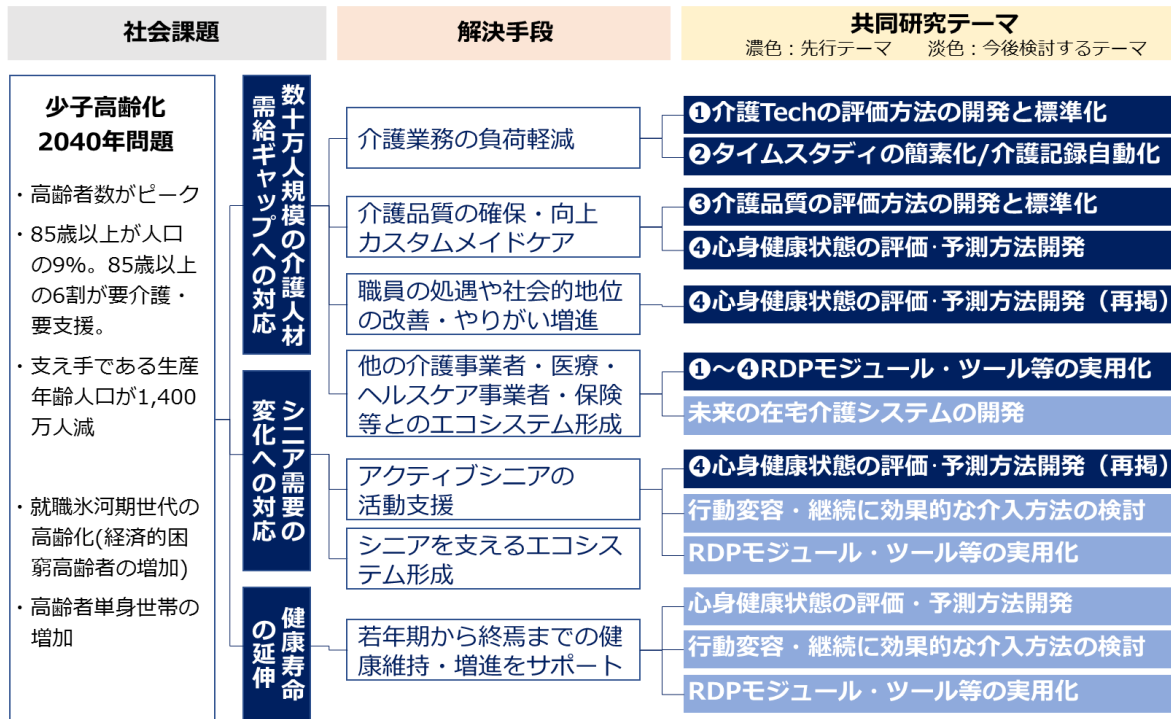 社会課題
解決手段
共同研究テーマ
濃色：先行テーマ　淡色：今後検討するテーマ
少子高齢化
2040年問題
・高齢者数がピーク
・85歳以上が人口
の9%。85歳以上
の6割が要介護・
要支援。
・支え手である生産
年齢人口が1,400
万人減
・就職氷河期世代の
高齢化(経済的困
窮高齢者の増加)
・高齢者単身世帯の
増加
数十万人規模の介護人材
需給ギャップへの対応
シニア需要の
変化への対応
健康寿命
の延伸
介護業務の負荷軽減
介護品質の確保・向上
カスタムメイドケア
職員の処遇や社会的地位
の改善・やりがい増進
他の介護事業者・医療・
ヘルスケア事業者・保険
等とのエコシステム形成
アクティブシニアの
活動支援
シニアを支えるエコシス
テム形成
若年期から終焉までの健
康維持・増進をサポート
❶介護Techの評価方法の開発と標準化
❷タイムスタディの簡素化/介護記録自動化
❸介護品質の評価方法の開発と標準化
❹心身健康状態の評価･予測方法開発
❹心身健康状態の評価･予測方法開発（再掲）
❶～❹RDPモジュール・ツール等の実用化
未来の在宅介護システムの開発
❹心身健康状態の評価･予測方法開発（再掲）
行動変容・継続に効果的な介入方法の検討
RDPモジュール・ツール等の実用化
心身健康状態の評価・予測方法開発
行動変容・継続に効果的な介入方法の検討
RDPモジュール・ツール等の実用化